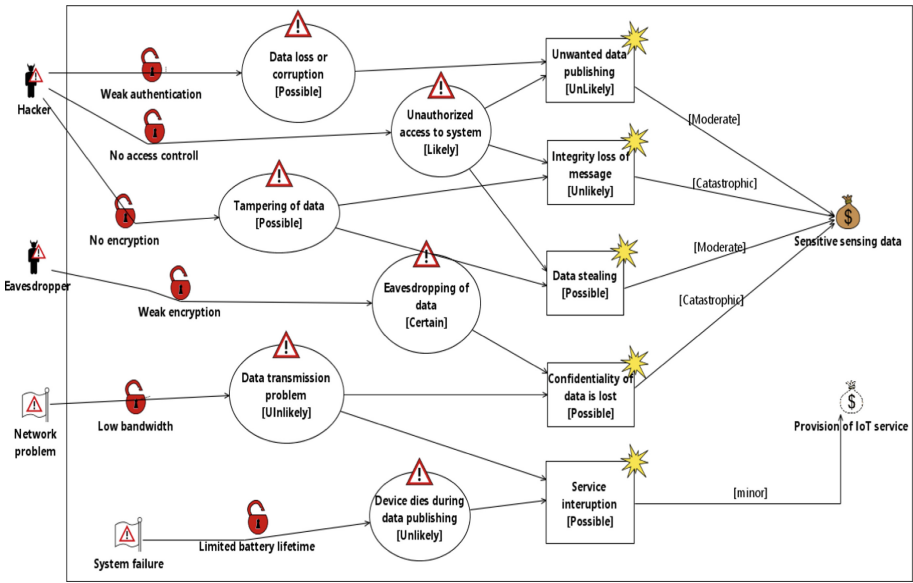 Data loss or
corruption
[Possible]
Unwanted data
publishing
[UnLikely]
Hacker
Weak authentication
Unauthorized
access to system
[Likely]
[Moderate]
No access controll
Integrity loss of
message
[Unlikely]
[Catastrophic]
Tampering of data
[Possible]
No encryption
Sensitive sensing data
[Moderate]
Data stealing
[Possible]
Eavesdropper
Eavesdropping of
data
[Certain]
Weak encryption
[Catastrophic]
Data transmission
problem
[UInlikely]
Confidentiality of
data is lost
[Possible]
Low bandwidth
Network
problem
Provision of IoT service
Service
interuption
[Possible]
[minor]
Device dies during
data publishing
[Unlikely]
Limited battery lifetime
System failure